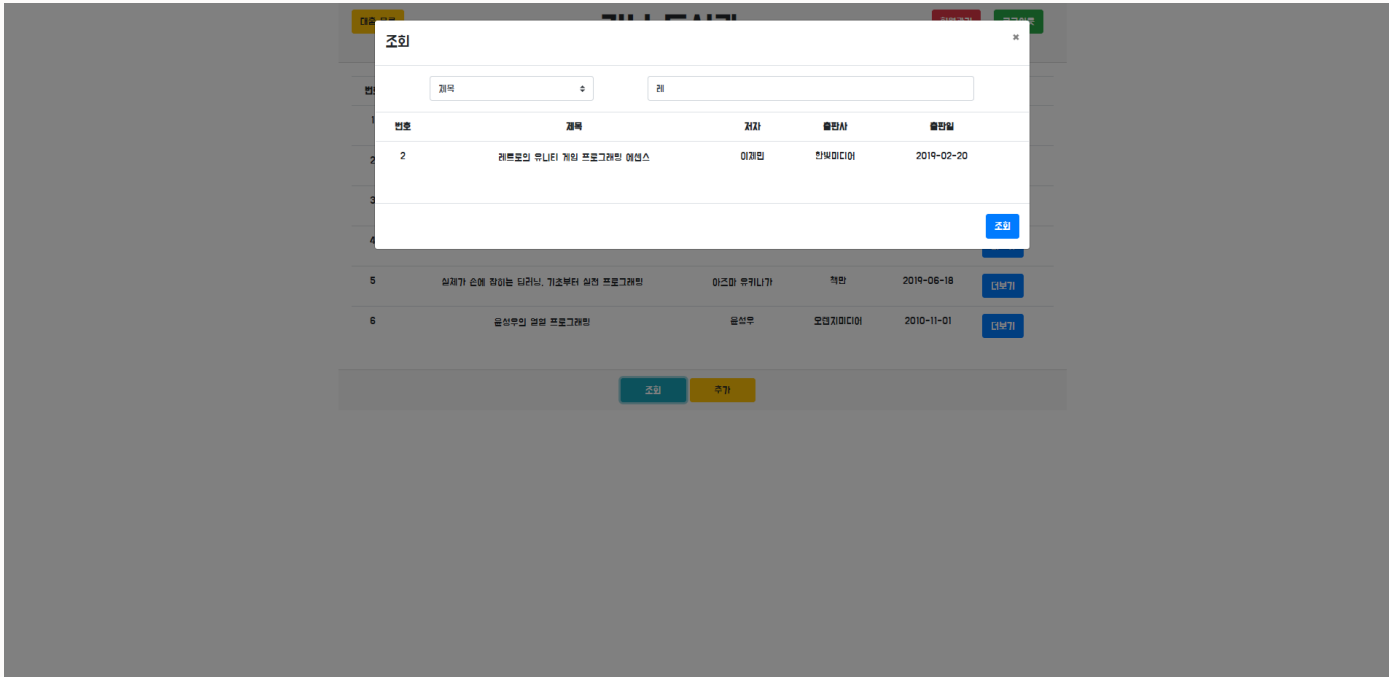 조회 ×
제목 레
번호 제목 저자 출판사 출판일
2 레트로의 유니티 게임 프로그래밍 에센스 이제민 한빛미디어 2019-02-20
조회
1
2
3
4
5 실체가 손에 잡히는 딥러닝, 기초부터 실전 프로그래밍 아즈마 유키나가 책만 2019-06-18 더보기
6 윤성우의 열혈 프로그래밍 윤성우 오렌지미디어 2010-11-01 더보기
조회 추가